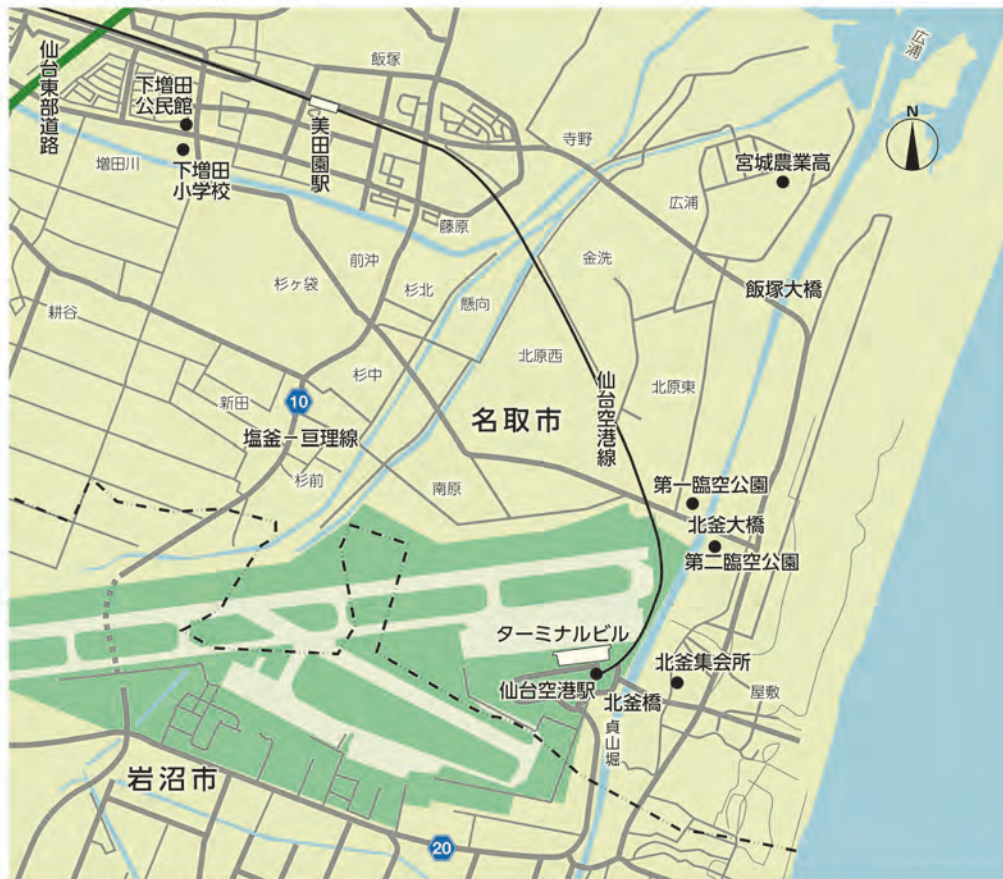 仙台東部道路
下増田
公民館
下増田
小学校
飯塚
美田園駅
広浦
N
寺野
宮城農業高
増田川
広浦
藤原
前沖
金洗
杉ヶ袋
杉北
懸向
飯塚大橋
耕谷
北原西
杉中
仙台空港線
北原東
新田
10
名取市
塩釜－亘理線
杉前
南原
第一臨空公園
北釜大橋
第二臨空公園
ターミナルビル
北釜集会所
仙台空港駅
北釜橋
屋敷
貞山堀
岩沼市
20